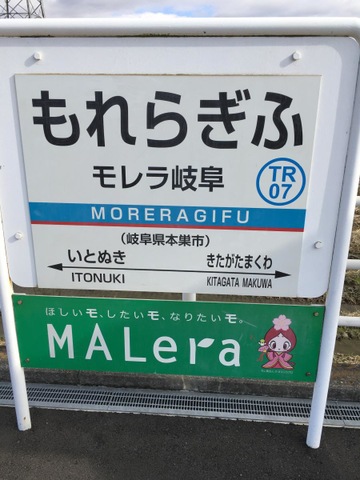 もれらぎふ
モレラ岐阜
TR
07
MORERAGIFU
(岐阜県本巣市)
いとぬき きたがたまくわ
ITONUKI KITAGATA MAKUWA
ほしいモ、したいモ、なりたいモ。
MALera